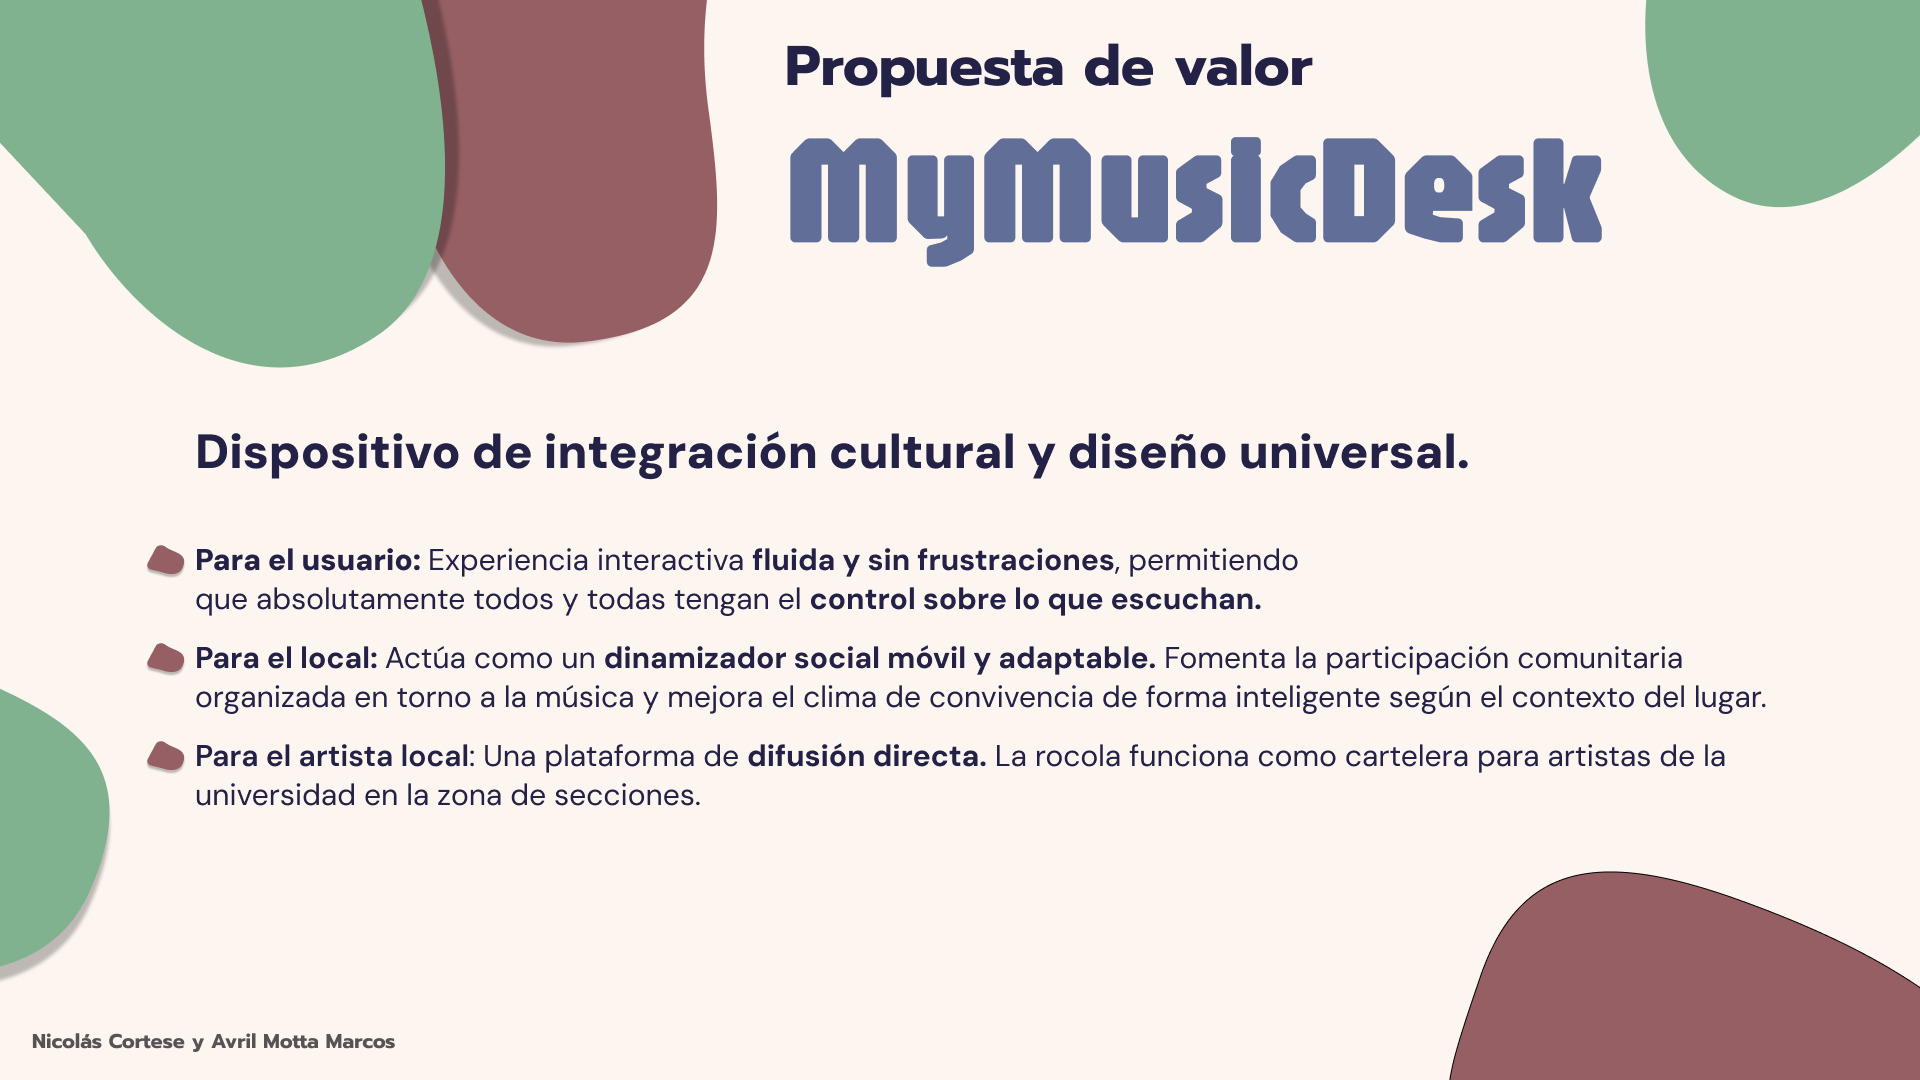 Propuesta de valor
MyMusicDesk
Dispositivo de integración cultural y diseño universal.
Para el usuario: Experiencia interactiva fluida y sin frustraciones, permitiendo
que absolutamente todos y todas tengan el control sobre lo que escuchan.
Para el local: Actúa como un dinamizador social móvil y adaptable. Fomenta la participación comunitaria
organizada en torno a la música y mejora el clima de convivencia de forma inteligente según el contexto del lugar.
Para el artista local: Una plataforma de difusión directa. La rocola funciona como cartelera para artistas de la
universidad en la zona de secciones.
Nicolás Cortese y Avril Motta Marcos